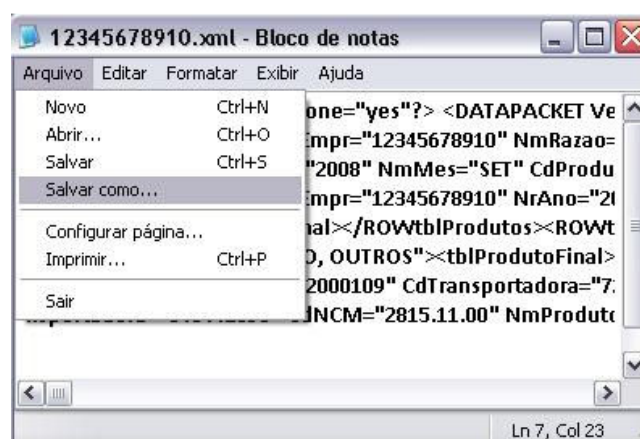 12345678910.xml - Bloco de notas
Arquivo Editar Formatar Exibir Ajuda
Novo Ctrl+N one="yes"?> <DATAPACKET Ve
Abrir... Ctrl+O Empr="12345678910" NmRazao=
Salvar Ctrl+S "2008" NmMes="SET" CdProdu
Salvar como... Empr="12345678910" NrAno="20
Configurar página... nal></ROWtblProdutos><ROWt
Imprimir... Ctrl+P O, OUTROS"><tblProdutoFinal>
2000109" CdTransportadora="7
Sair
NCM="2815.11.00" NmProdut
Ln 7, Col 23